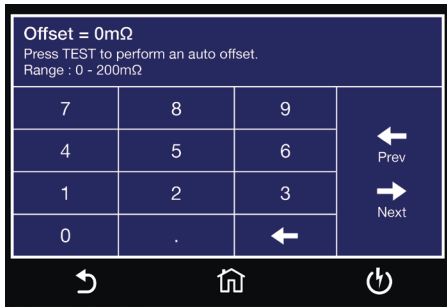 Offset = 0mΩ
Press TEST to perform an auto offset.
Range : 0 - 200mΩ
7 8 9
4 5 6
Prev
1 2 3
Next
0 .